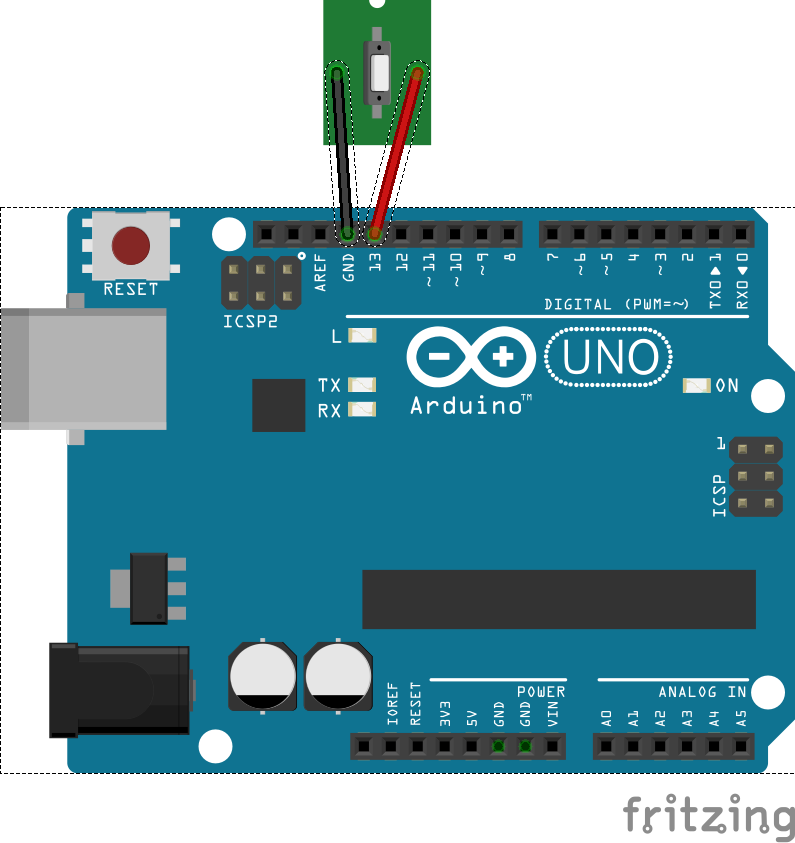 RESET
ICSP2
AREF
GND
13
12
~11
~10
~9
8
7
~6
~5
4
~3
2
TX0▶1
RX0◀0
DIGITAL (PWM=~)
L
TX
RX
UNO
Arduino™
ON
1
ICSP
POWER
ANALOG IN
IOREF
RESET
3V3
5V
GND
GND
VIN
A0
A1
A2
A3
A4
A5
fritzing